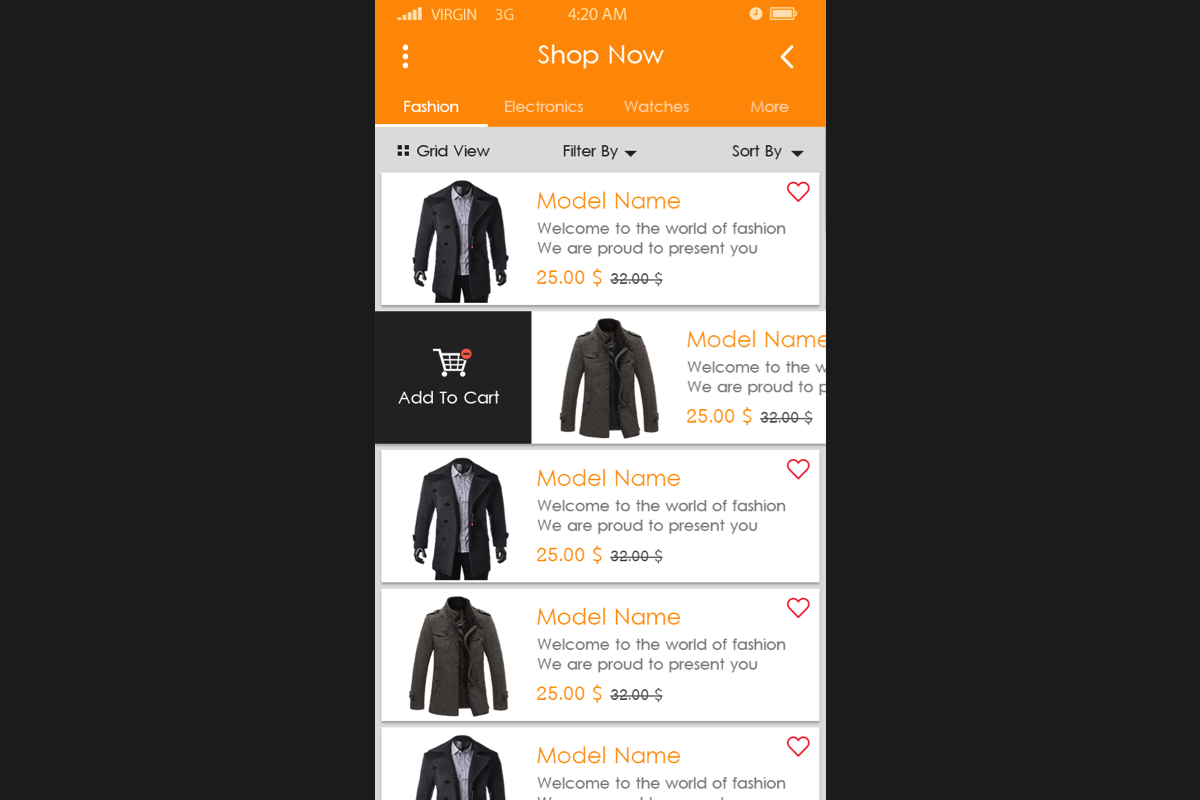 VIRGIN 3G 4:20 AM
Shop Now
Fashion Electronics Watches More
Grid View Filter By Sort By
Model Name
Welcome to the world of fashion
We are proud to present you
25.00 $ 32.00 $
Add To Cart
Model Name
Welcome to the w
We are proud to p
25.00 $ 32.00 $
Model Name
Welcome to the world of fashion
We are proud to present you
25.00 $ 32.00 $
Model Name
Welcome to the world of fashion
We are proud to present you
25.00 $ 32.00 $
Model Name
Welcome to the world of fashion